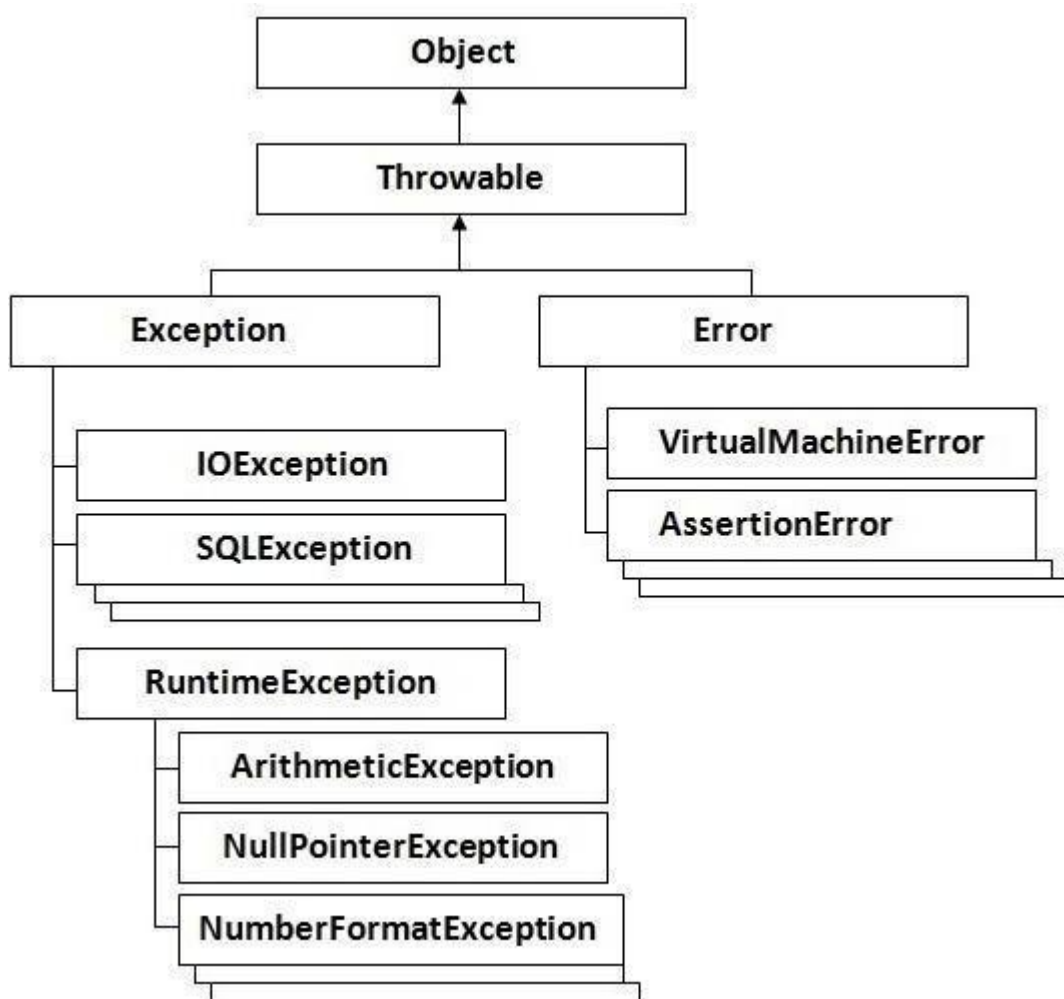 Object
Throwable
Exception
Error
IOException
SQLException
RuntimeException
ArithmeticException
NullPointerException
NumberFormatException
VirtualMachineError
AssertionError